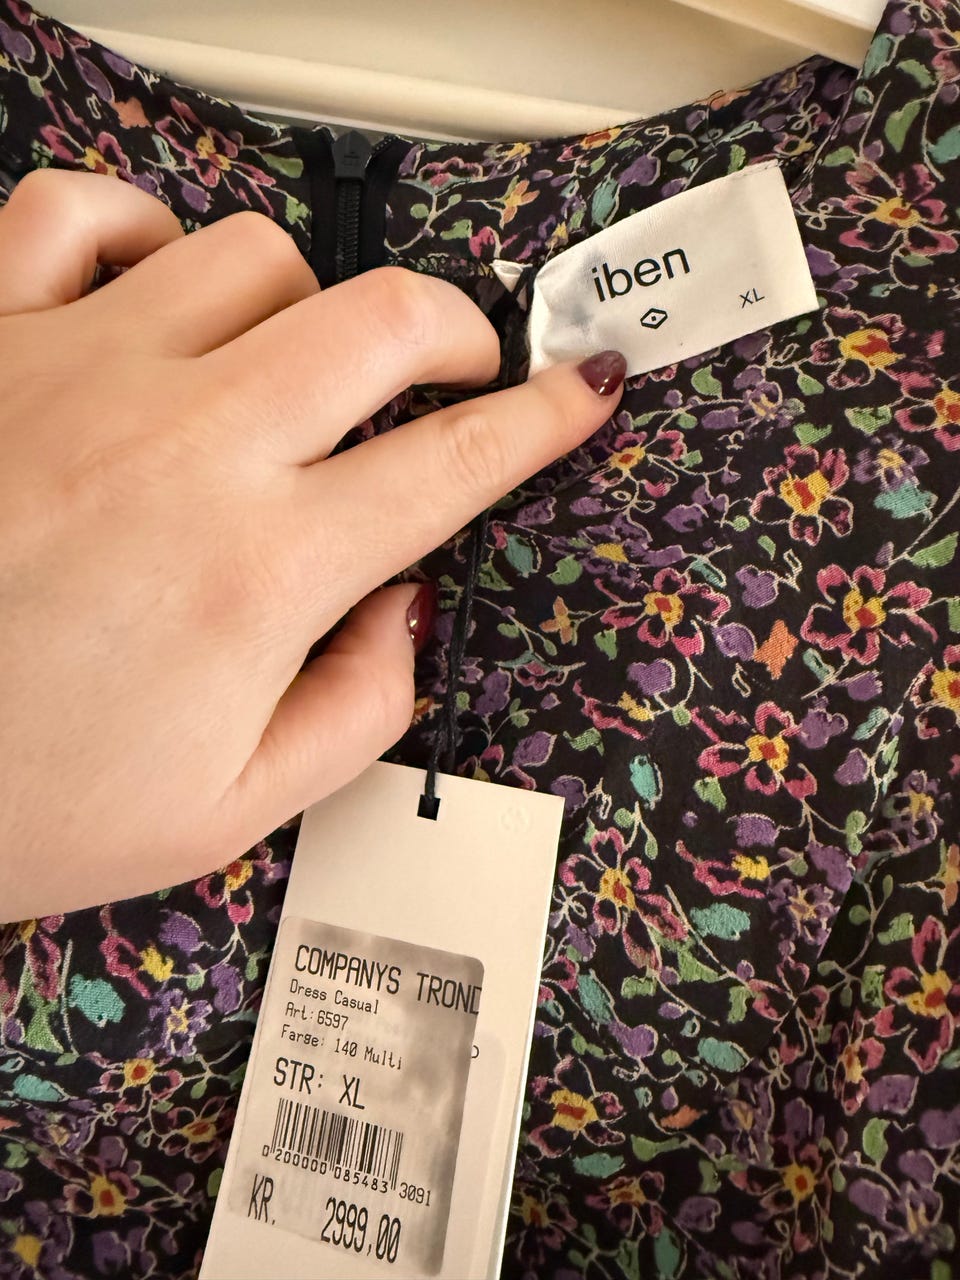 iben
XL
COMPANYS TROND
Dress Casual
Art:6597
Farge: 140 Multi
STR: XL
0 200000 085483 3091
KR. 2999,00